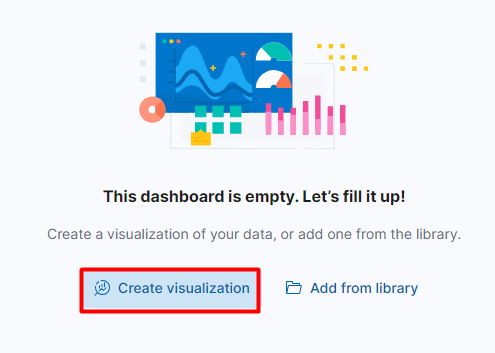 This dashboard is empty. Let’s fill it up!
Create a visualization of your data, or add one from the library.
Create visualization
Add from library